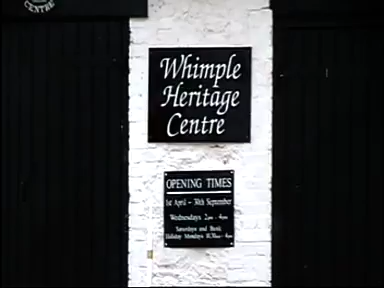 CENTRE
Whimple
Heritage
Centre
OPENING TIMES
1st April - 30th September
Wednesdays 2pm - 4pm
Saturdays and Bank
Holiday Mondays 10.30am - 4pm